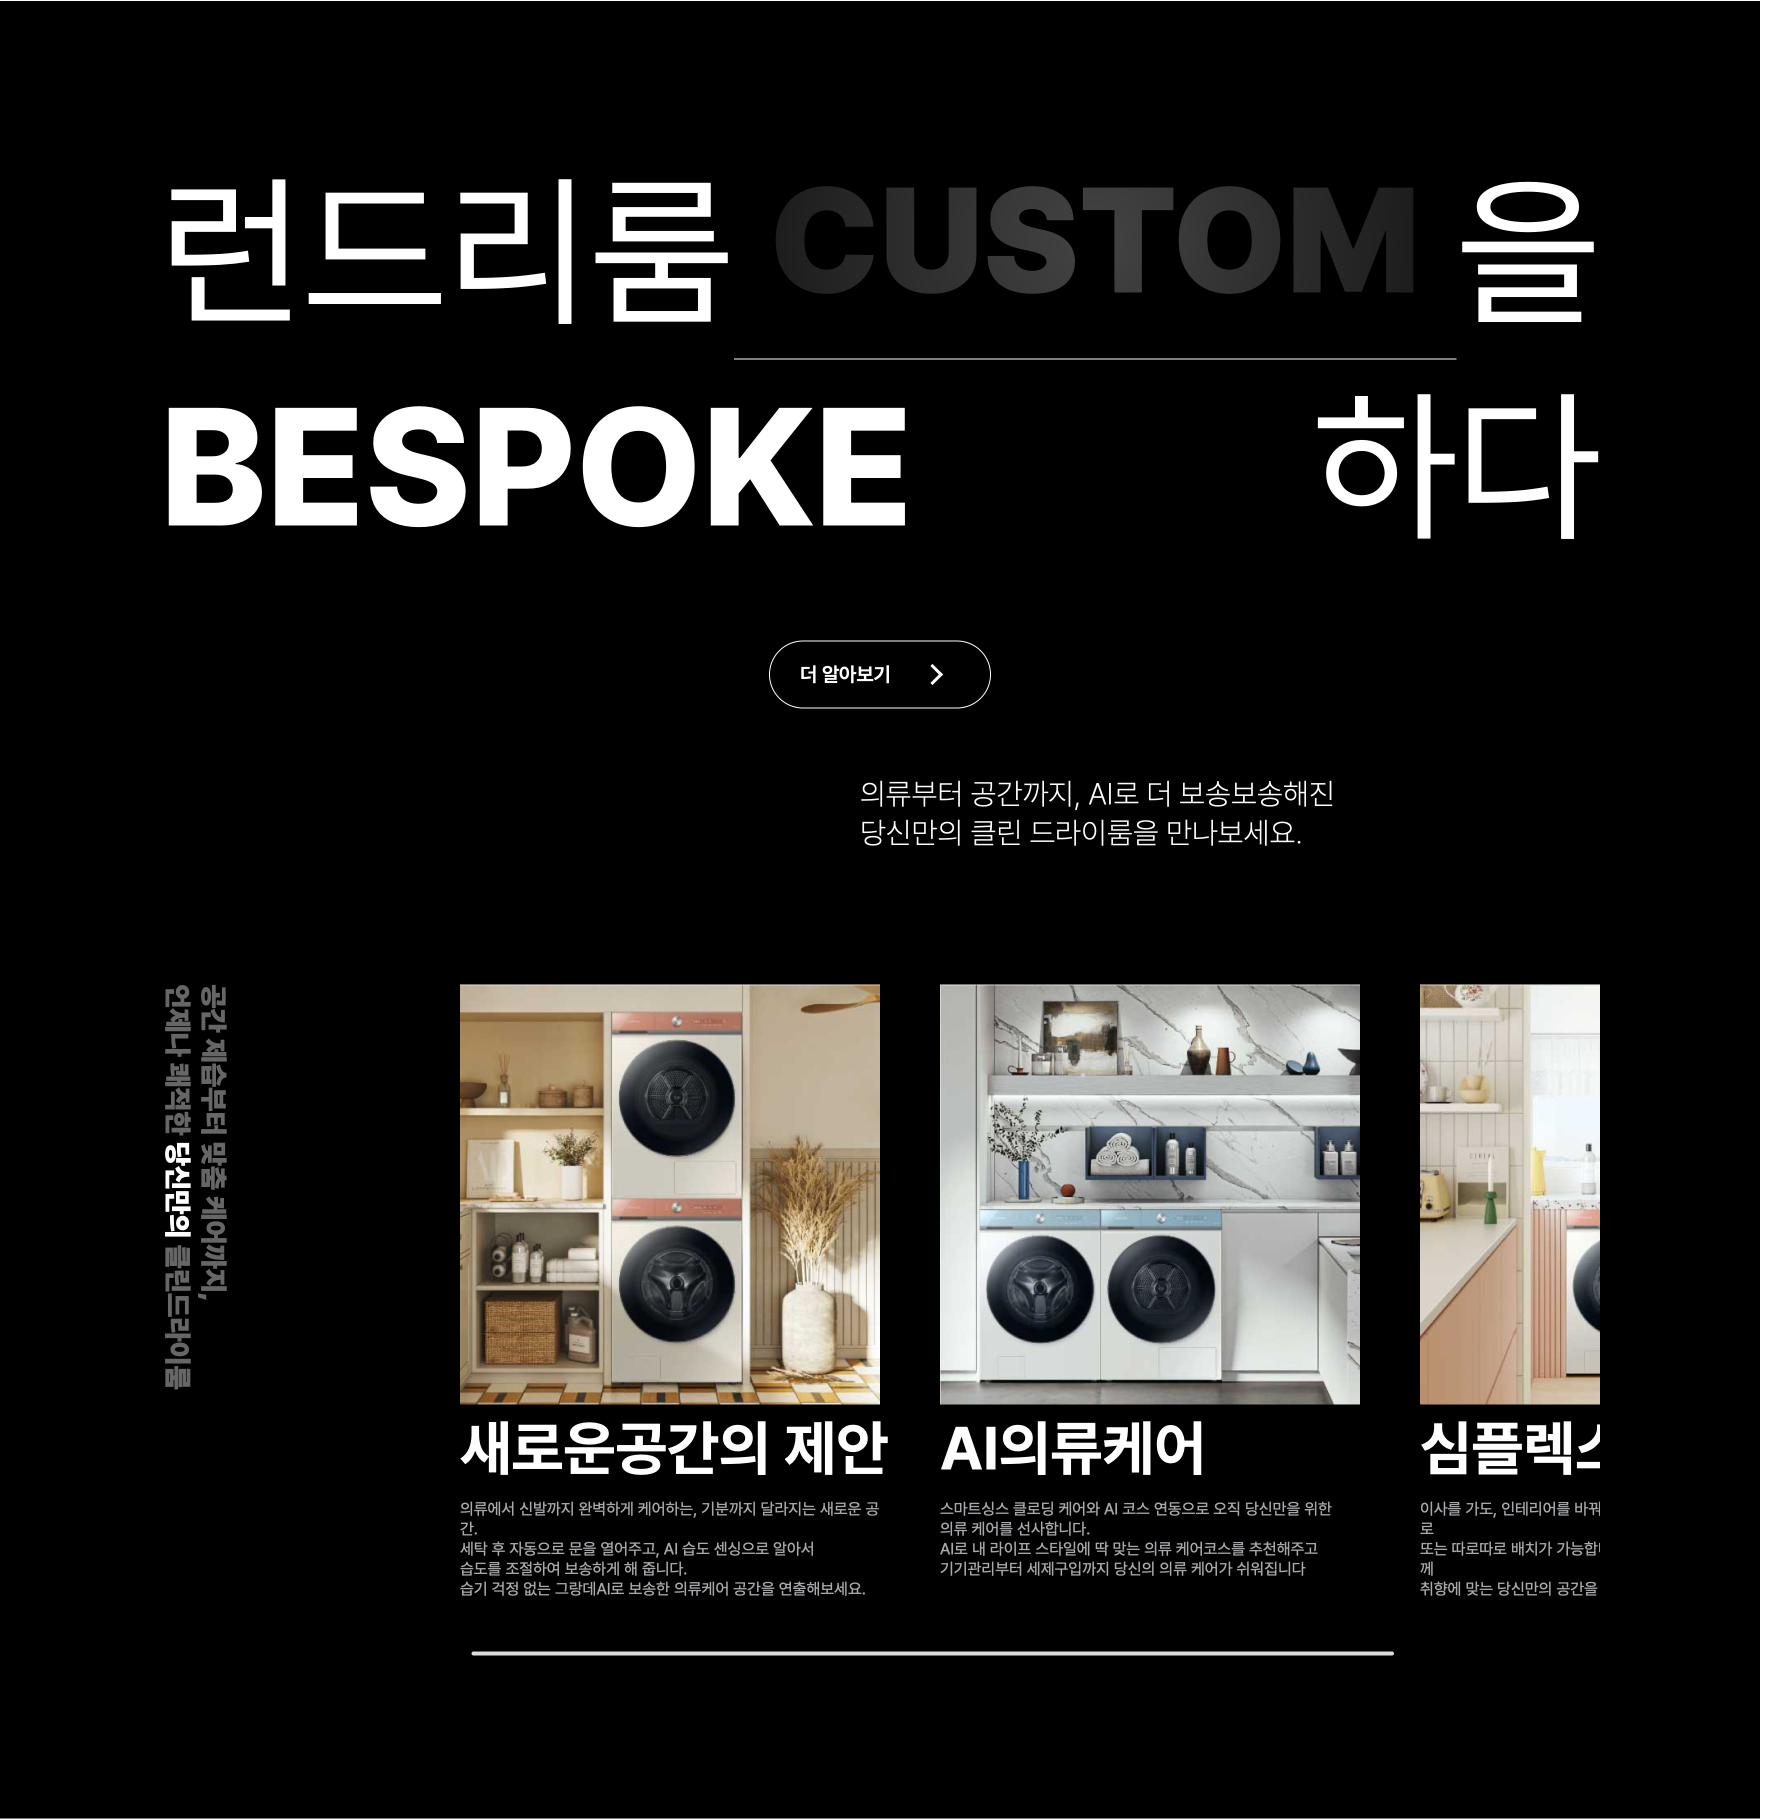 런드리룸 CUSTOM 을
BESPOKE 하다
더 알아보기
의류부터 공간까지, AI로 더 보송보송해진
당신만의 클린 드라이룸을 만나보세요.
공간 제습부터 맞춤 케어까지,
언제나 쾌적한 당신만의 클린드라이룸
새로운공간의 제안
의류에서 신발까지 완벽하게 케어하는, 기분까지 달라지는 새로운 공
간.
세탁 후 자동으로 문을 열어주고, AI 습도 센싱으로 알아서
습도를 조절하여 보송하게 해 줍니다.
습기 걱정 없는 그랑데AI로 보송한 의류케어 공간을 연출해보세요.
AI의류케어
스마트싱스 클로딩 케어와 AI 코스 연동으로 오직 당신만을 위한
의류 케어를 선사합니다.
AI로 내 라이프 스타일에 딱 맞는 의류 케어코스를 추천해주고
기기관리부터 세제구입까지 당신의 의류 케어가 쉬워집니다
심플렉
이사를 가도, 인테리어를 바꿔
로
또는 따로따로 배치가 가능합
께
취향에 맞는 당신만의 공간을